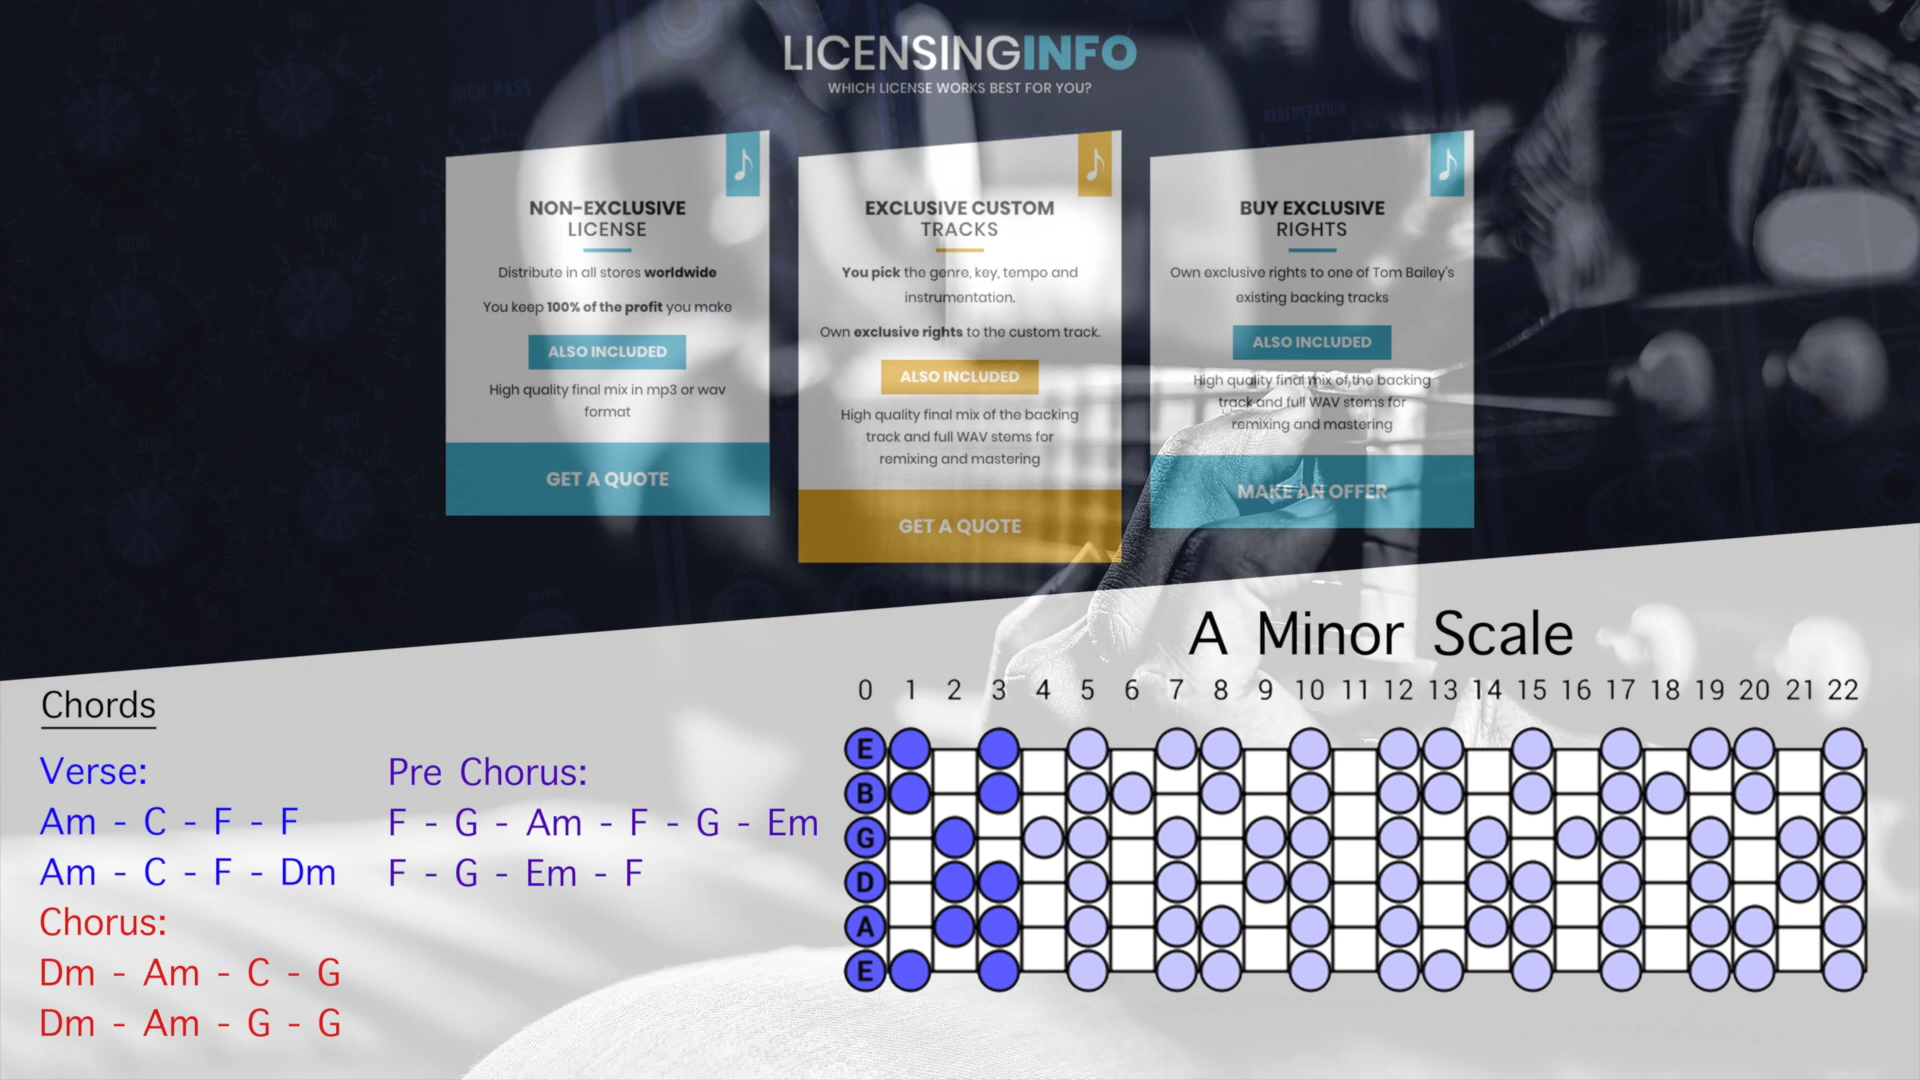 LICENSINGINFO
WHICH LICENSE WORKS BEST FOR YOU?
NON-EXCLUSIVE
LICENSE
Distribute in all stores worldwide
You keep 100% of the profit you make
ALSO INCLUDED
High quality final mix in mp3 or wav
format
GET A QUOTE
EXCLUSIVE CUSTOM
TRACKS
You pick the genre, key, tempo and
instrumentation.
Own exclusive rights to the custom track.
ALSO INCLUDED
High quality final mix of the backing
track and full WAV stems for
remixing and mastering
GET A QUOTE
BUY EXCLUSIVE
RIGHTS
Own exclusive rights to one of Tom Bailey's
existing backing tracks
ALSO INCLUDED
High quality final mix of the backing
track and full WAV stems for
remixing and mastering
MAKE AN OFFER
HIGH PASS
REGENERATION
Chords
Verse:
Am - C - F - F
Am - C - F - Dm
Chorus:
Dm - Am - C - G
Dm - Am - G - G
Pre Chorus:
F - G - Am - F - G - Em
F - G - Em - F
A Minor Scale
0 1 2 3 4 5 6 7 8 9 10 11 12 13 14 15 16 17 18 19 20 21 22
E
B
G
D
A
E